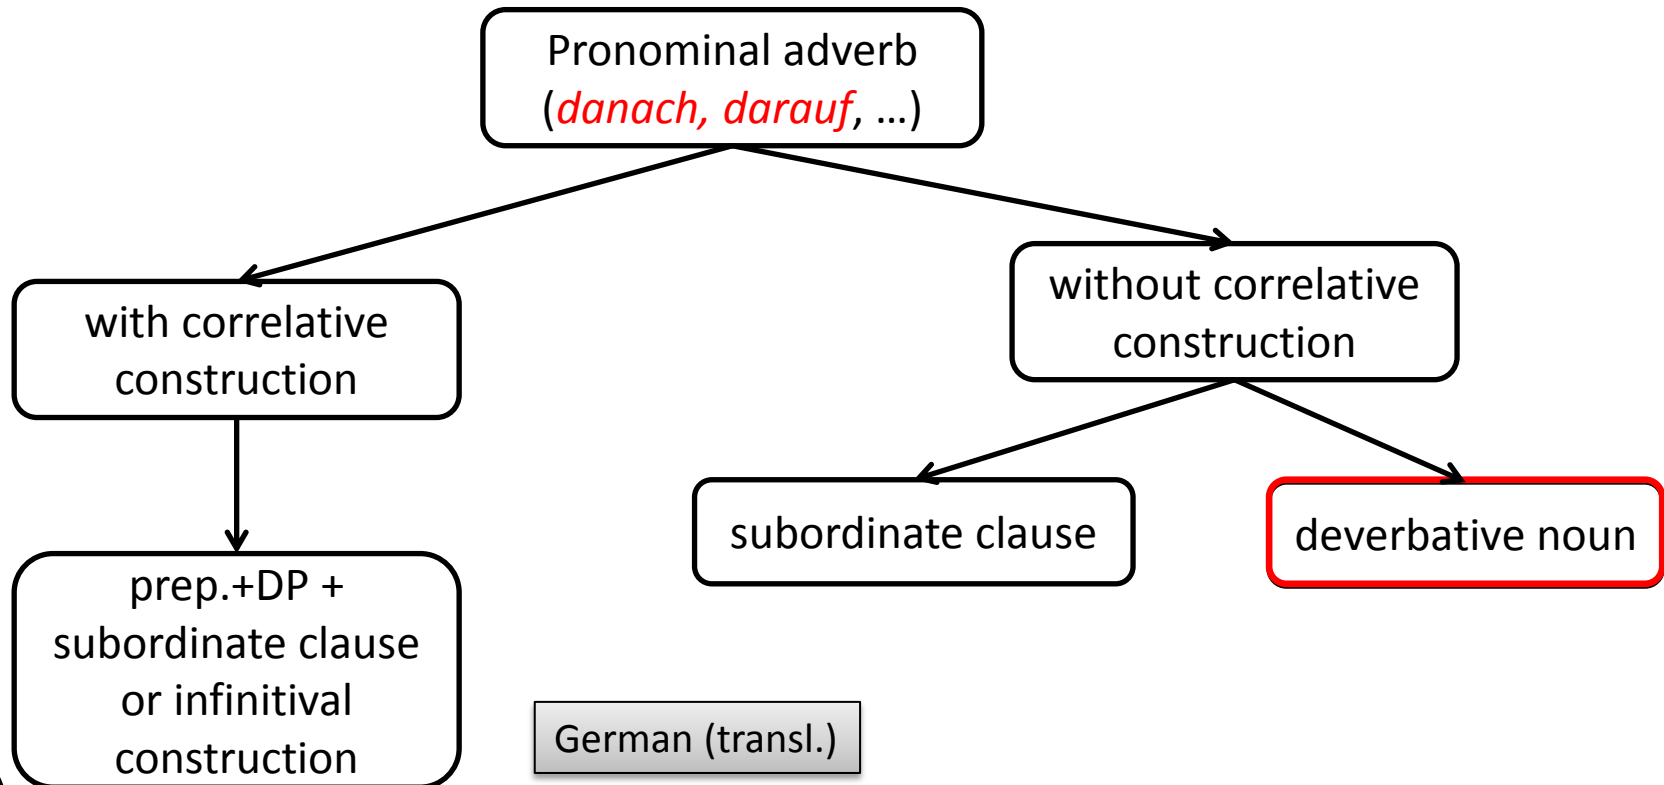 Pronominal adverb
(danach, darauf, …)
with correlative
construction
without correlative
construction
subordinate clause
deverbative noun
prep.+DP +
subordinate clause
or infinitival
construction
German (transl.)